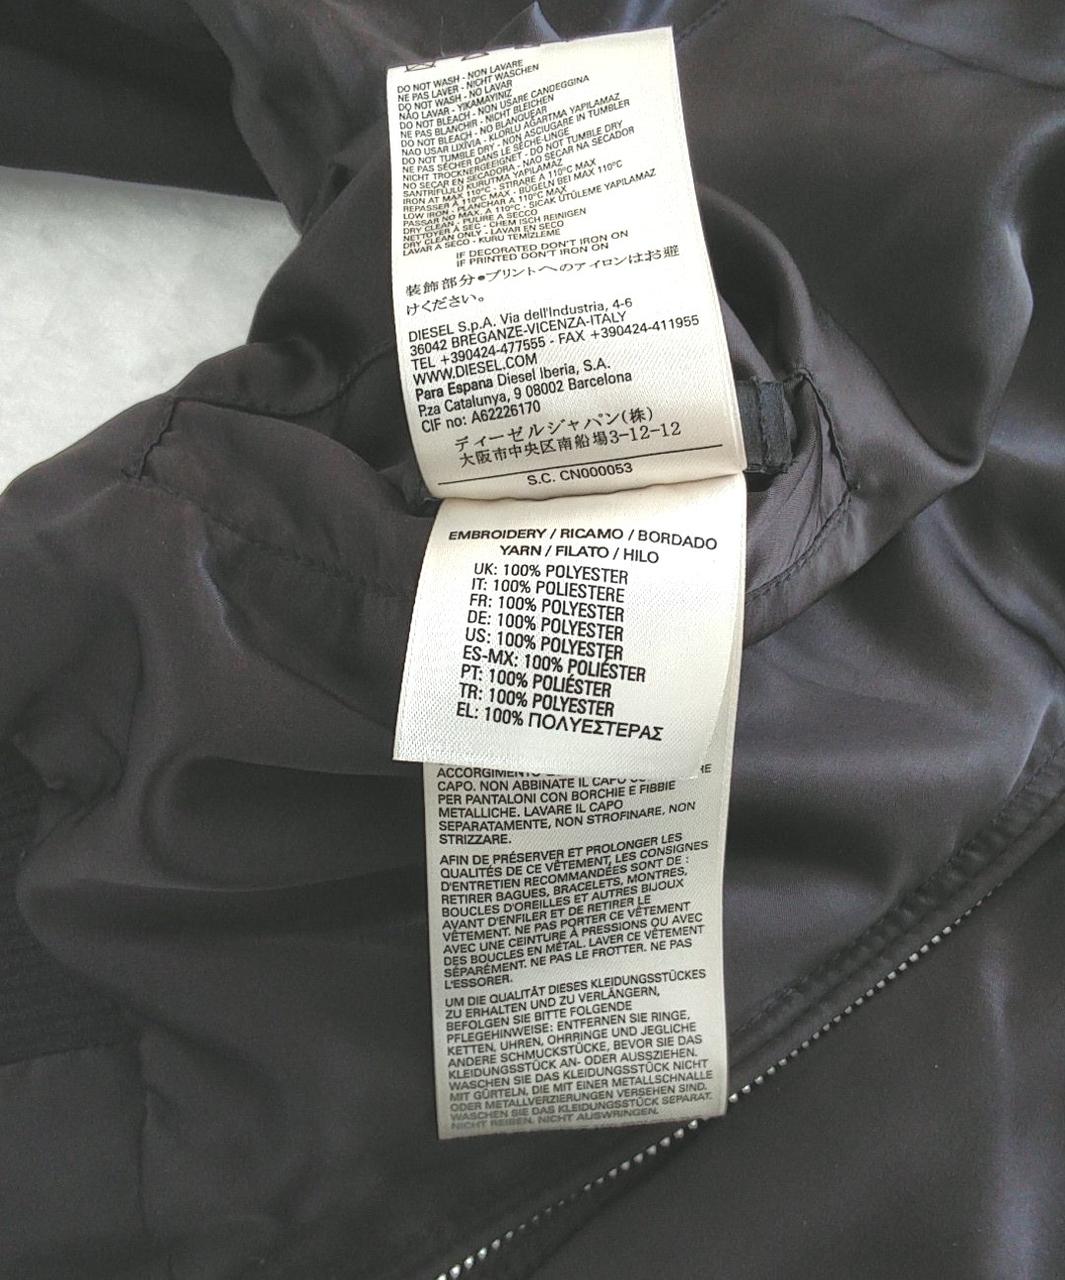 DO NOT WASH - NON LAVARE
NE PAS LAVER - NICHT WASCHEN
DO NOT WASH - NO LAVAR
NÃO LAVAR - YIKAMAYINIZ
DO NOT BLEACH - NON USARE CANDEGGINA
NE PAS BLANCHIR - NICHT BLEICHEN
DO NOT BLEACH - NO BLANQUEAR
NAO USAR LIXÍVIA - KLORLU AGARTMA YAPILAMAZ
DO NOT TUMBLE DRY - NON ASCIUGARE IN TUMBLER
NE PAS SÉCHER DANS LE SÈCHE-LINGE
NICHT TROCKNERGEEIGNET - DO NOT TUMBLE DRY
NO SECAR EN SECADORA - NAO SECAR NA SECADOR
SANTRIFÜJLÜ KURUTMA YAPILAMAZ
IRON AT MAX 110°C - STIRARE A 110°C MAX
REPASSER À 110°C MAX - BÜGELN BEI MAX 110°C
LOW IRON - PLANCHAR A 110°C MAX
PASSAR NO MAX. A 110°C - SICAK ÜTÜLEME YAPILAMAZ
DRY CLEAN - PULIRE A SECCO
NETTOYER À SEC - CHEMISCH REINIGEN
DRY CLEAN ONLY - LAVAR EN SECO
LAVAR A SECO - KURU TEMİZLEME
IF DECORATED DON'T IRON ON
IF PRINTED DON'T IRON ON
装飾部分●プリントへのアイロンはお避
けください。
DIESEL S.p.A. Via dell'Industria, 4-6
36042 BREGANZE-VICENZA-ITALY
TEL +390424-477555 - FAX +390424-411955
WWW.DIESEL.COM
Para Espana Diesel Iberia, S.A.
P.za Catalunya, 9 08002 Barcelona
CIF no: A62226170
ディーゼルジャパン(株)
大阪市中央区南船場3-12-12
S.C. CN000053
EMBROIDERY / RICAMO / BORDADO
YARN / FILATO / HILO
UK: 100% POLYESTER
IT: 100% POLIESTERE
FR: 100% POLYESTER
DE: 100% POLYESTER
US: 100% POLYESTER
ES-MX: 100% POLIÉSTER
PT: 100% POLIÉSTER
TR: 100% POLYESTER
EL: 100% ΠΟΛΥΕΣΤΕΡΑΣ
CAPO. NON ABBINATE IL CAPO
PER PANTALONI CON BORCHIE E FIBBIE
METALLICHE. LAVARE IL CAPO
SEPARATAMENTE, NON STROFINARE, NON
STRIZZARE.
AFIN DE PRÉSERVER ET PROLONGER LES
QUALITÉS DE CE VÊTEMENT, LES CONSIGNES
D'ENTRETIEN RECOMMANDÉES SONT DE :
RETIRER BAGUES, BRACELETS, MONTRES,
BOUCLES D'OREILLES ET AUTRES BIJOUX
AVANT D'ENFILER ET DE RETIRER LE
VÊTEMENT. NE PAS PORTER CE VÊTEMENT
AVEC UNE CEINTURE À PRESSIONS OU AVEC
DES BOUCLES EN MÉTAL. LAVER CE VÊTEMENT
SÉPARÉMENT. NE PAS LE FROTTER. NE PAS
L'ESSORER.
UM DIE QUALITÄT DIESES KLEIDUNGSSTÜCKES
ZU ERHALTEN UND ZU VERLÄNGERN,
BEFOLGEN SIE BITTE FOLGENDE
PFLEGEHINWEISE: ENTFERNEN SIE RINGE,
KETTEN, UHREN, OHRRINGE UND JEGLICHE
ANDERE SCHMUCKSTÜCKE, BEVOR SIE DAS
KLEIDUNGSSTÜCK AN- ODER AUSZIEHEN.
WASCHEN SIE DAS KLEIDUNGSSTÜCK NICHT
MIT GÜRTELN, DIE MIT EINER METALLSCHNALLE
ODER METALLVERZIERUNGEN VERSEHEN SIND.
WASCHEN SIE DAS KLEIDUNGSSTÜCK SEPARAT.
NICHT REIBEN. NICHT AUSWRINGEN.